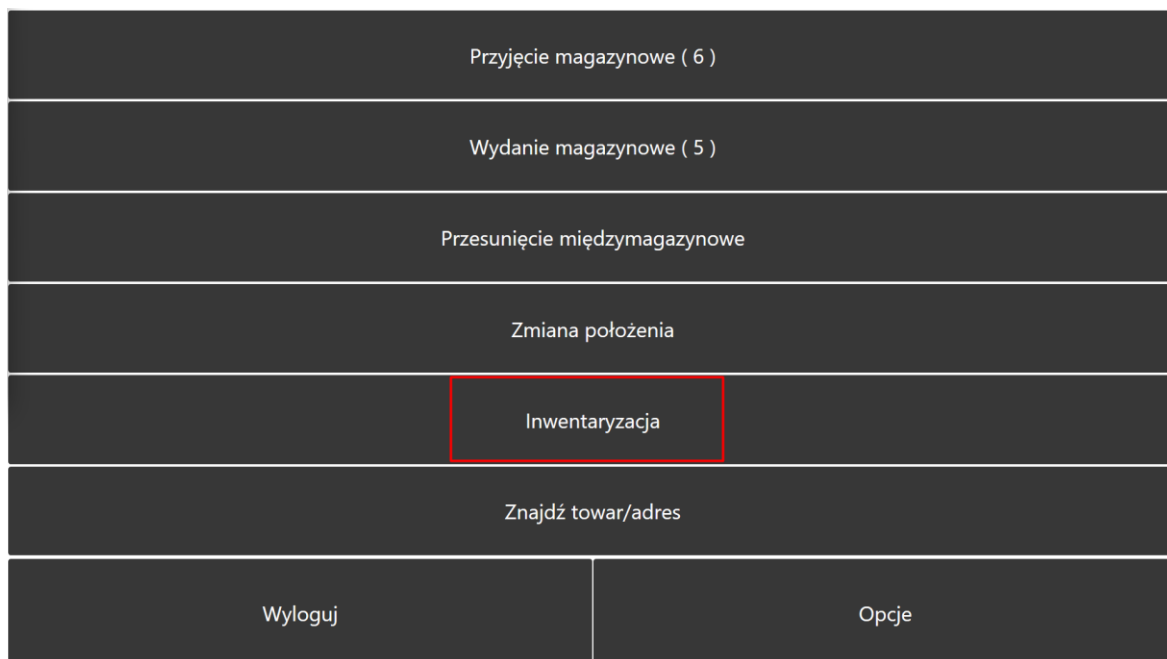 Przyjęcie magazynowe ( 6 )
Wydanie magazynowe ( 5 )
Przesunięcie międzymagazynowe
Zmiana położenia
Inwentaryzacja
Znajdź towar/adres
Wyloguj
Opcje